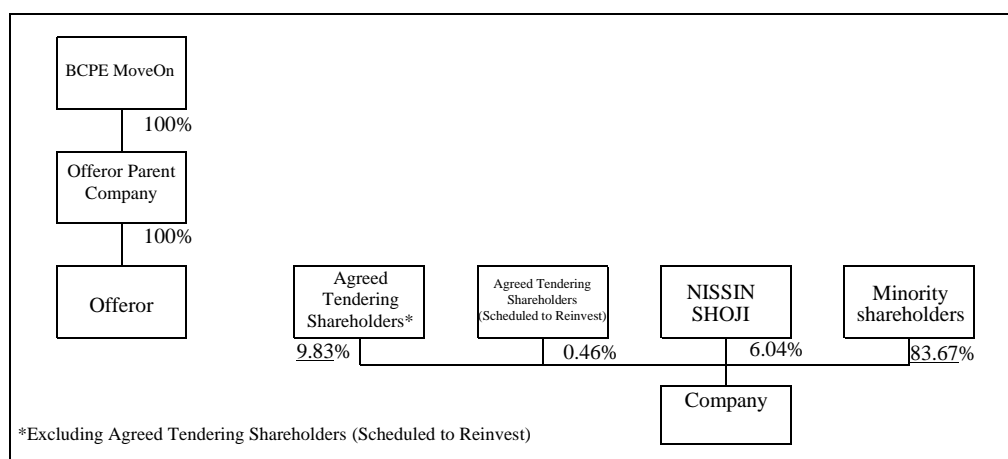 BCPE MoveOn
100%
Offeror Parent
Company
100%
Offeror
Agreed
Tendering
Shareholders*
Agreed Tendering
Shareholders
(Scheduled to Reinvest)
NISSIN
SHOJI
Minority
shareholders
9.83%
0.46%
6.04%
83.67%
Company
*Excluding Agreed Tendering Shareholders (Scheduled to Reinvest)